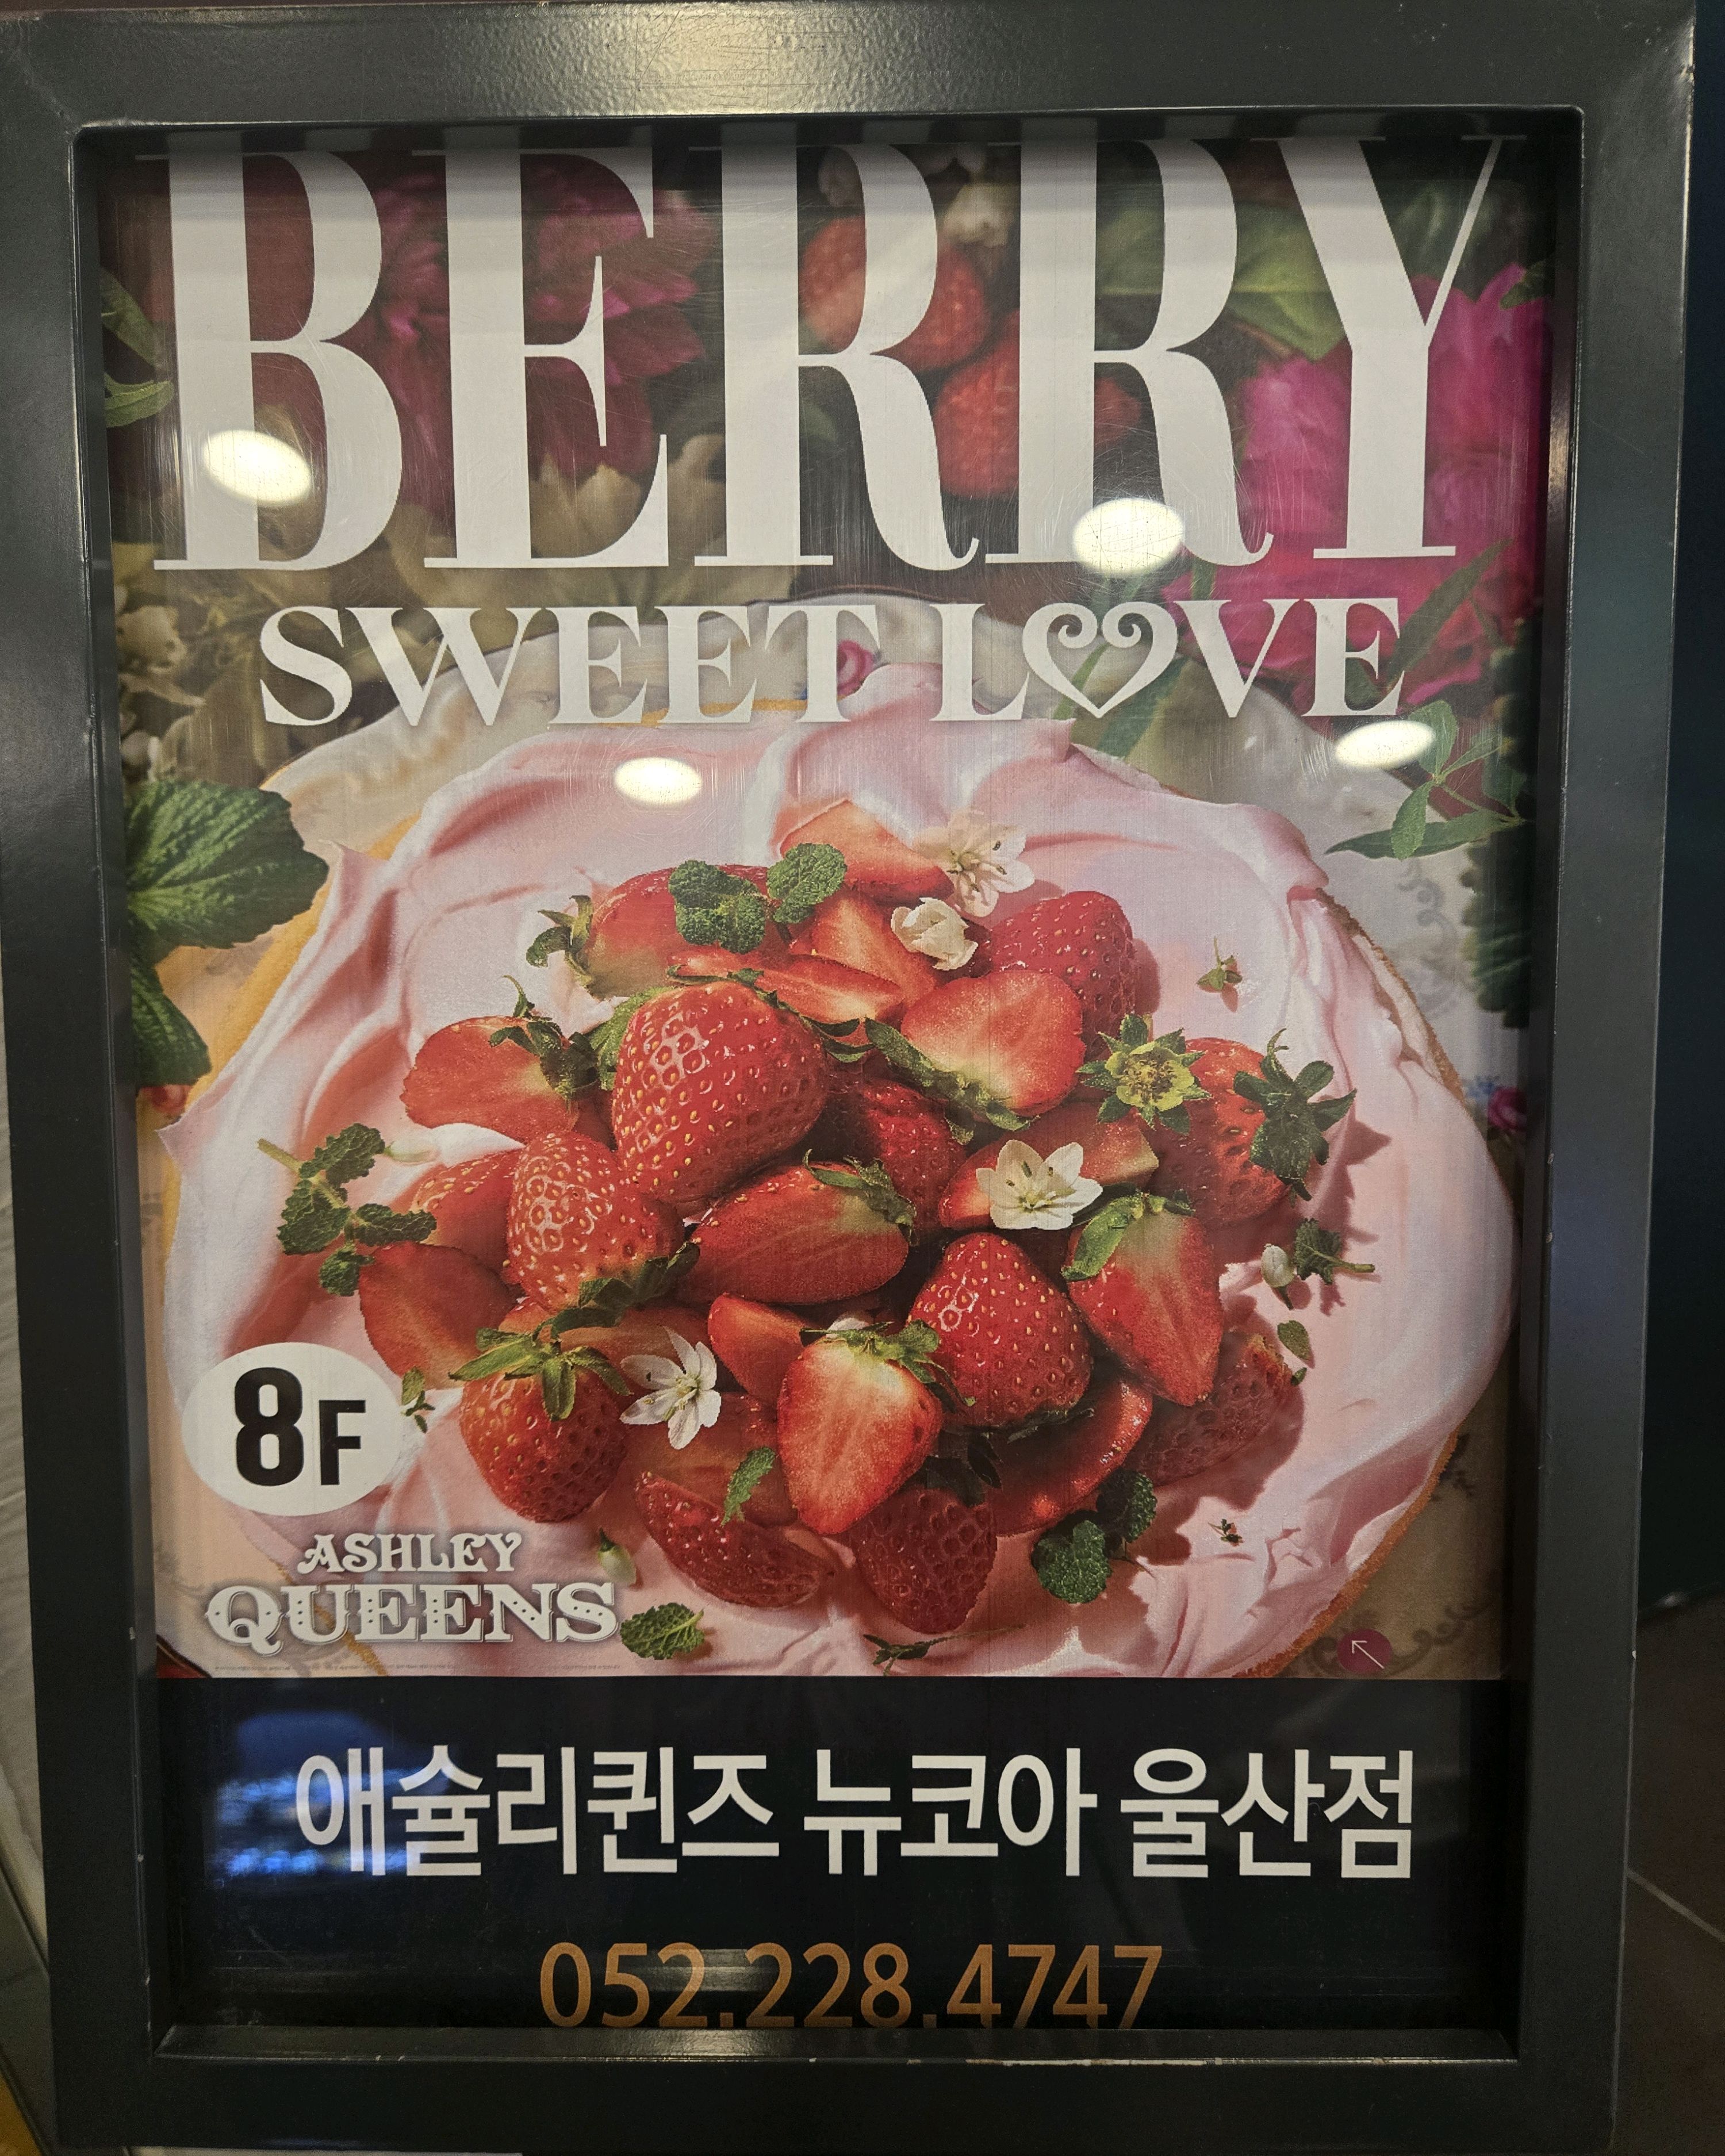 BERRY
SWEET LOVE
8F
ASHLEY
QUEENS
애슐리퀸즈 뉴코아 울산점
052.228.4747